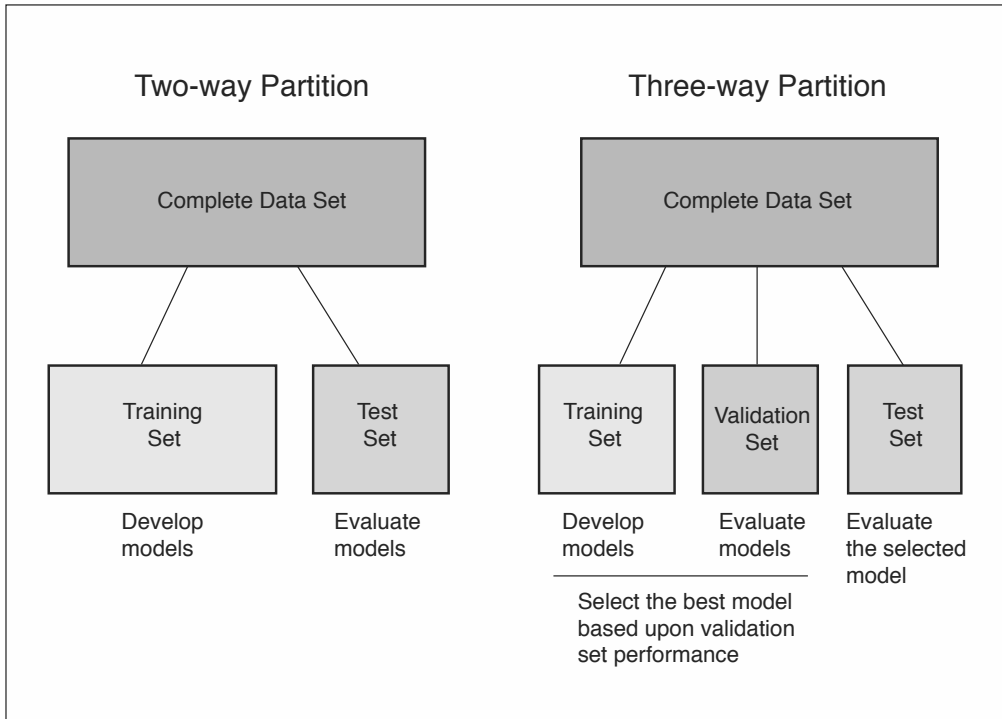 Two-way Partition
Complete Data Set
Training
Set
Test
Set
Develop
models
Evaluate
models
Three-way Partition
Complete Data Set
Training
Set
Validation
Set
Test
Set
Develop
models
Evaluate
models
Evaluate
the selected
model
Select the best model
based upon validation
set performance